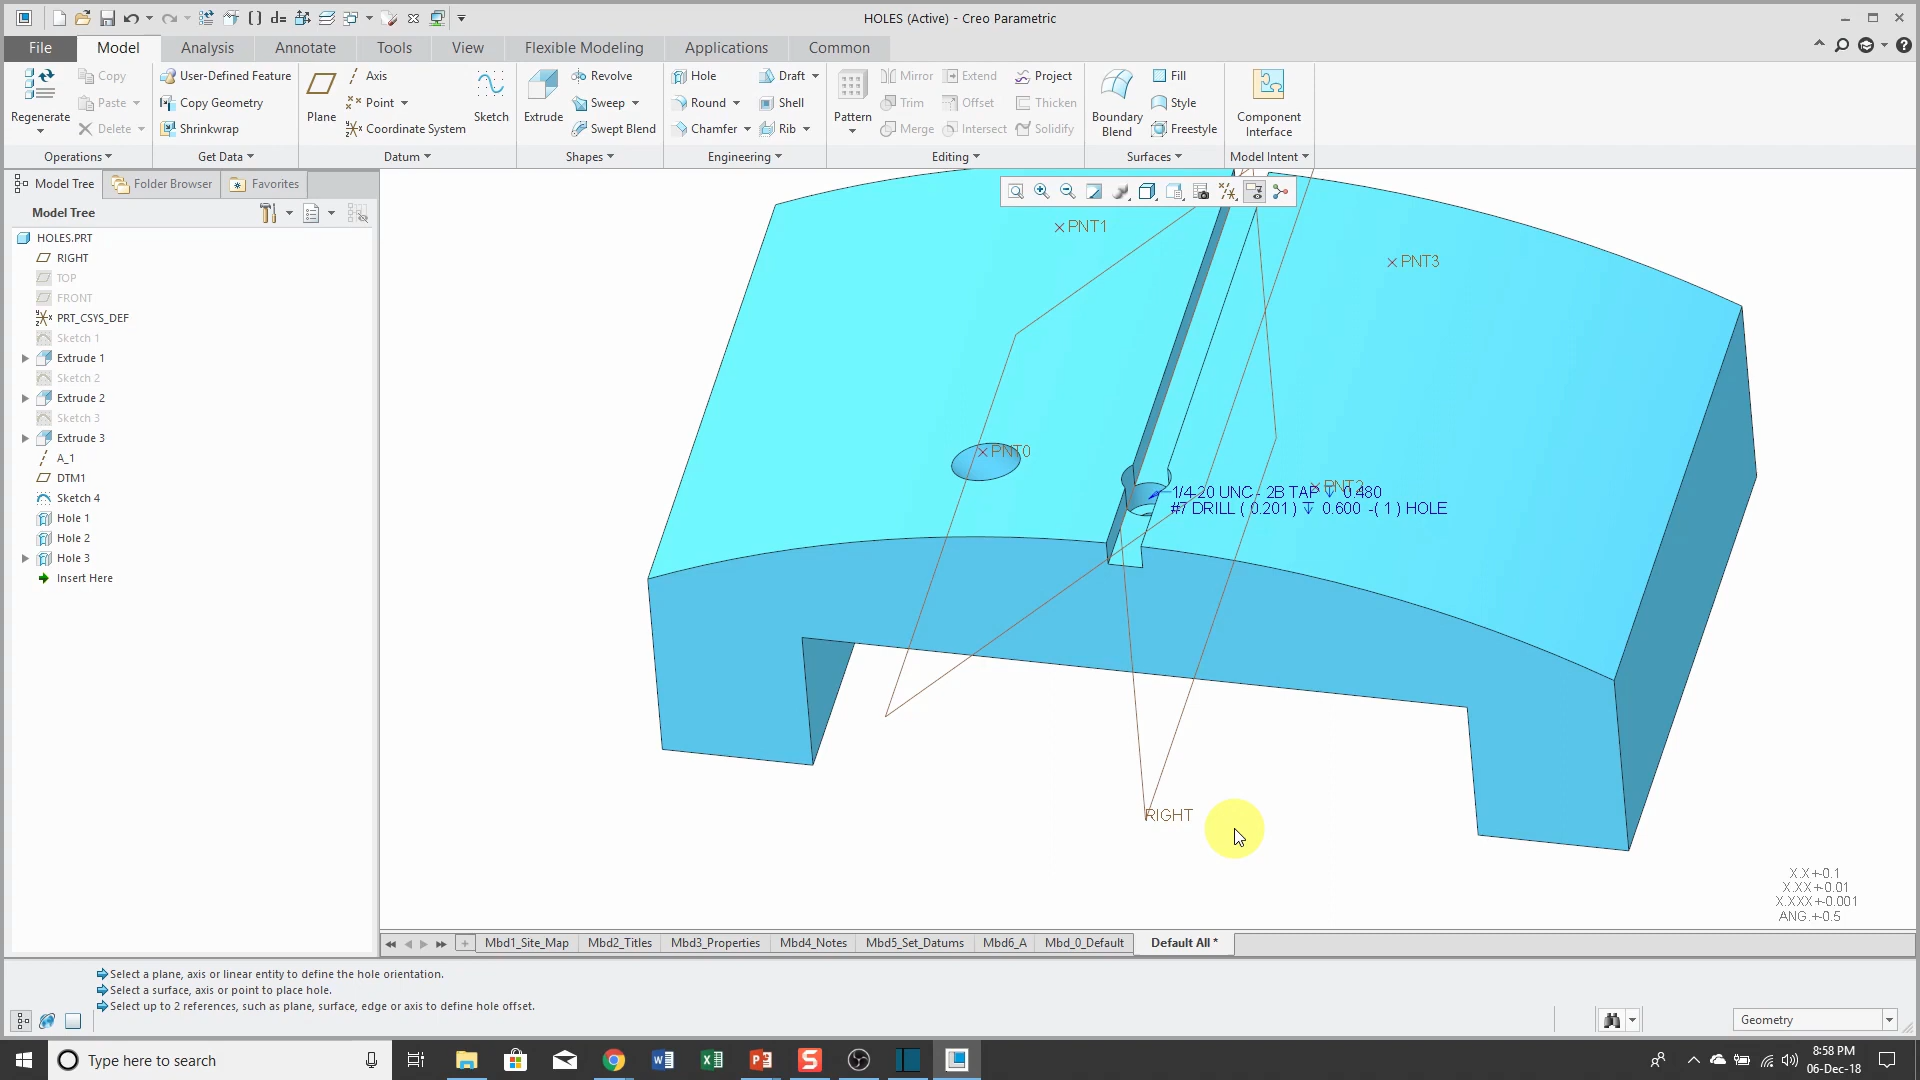 HOLES (Active) - Creo Parametric
File Model Analysis Annotate Tools View Flexible Modeling Applications Common
Regenerate Copy Paste Delete
Operations
User-Defined Feature
Copy Geometry
Shrinkwrap
Get Data
Plane Axis Point Coordinate System Sketch
Datum
Extrude Revolve Sweep Swept Blend
Shapes
Hole Draft
Round Shell
Chamfer Rib
Engineering
Pattern Mirror Extend Project
Trim Offset Thicken
Merge Intersect Solidify
Editing
Boundary Blend Fill Style Freestyle
Surfaces
Component Interface
Model Intent
Model Tree Folder Browser Favorites
Model Tree
HOLES.PRT
RIGHT
TOP
FRONT
PRT_CSYS_DEF
Sketch 1
Extrude 1
Sketch 2
Extrude 2
Sketch 3
Extrude 3
A_1
DTM1
Sketch 4
Hole 1
Hole 2
Hole 3
Insert Here
PNT1
PNT3
PNT0
PNT2
1/4-20 UNC - 2B TAP ↧ 0.480
#7 DRILL ( 0.201 ) ↧ 0.600 -( 1 ) HOLE
RIGHT
X.X+-0.1
X.XX+-0.01
X.XXX+-0.001
ANG.+-0.5
Mbd1_Site_Map Mbd2_Titles Mbd3_Properties Mbd4_Notes Mbd5_Set_Datums Mbd6_A Mbd_0_Default Default All *
Select a plane, axis or linear entity to define the hole orientation.
Select a surface, axis or point to place hole.
Select up to 2 references, such as plane, surface, edge or axis to define hole offset.
Geometry
Type here to search
8:58 PM
06-Dec-18